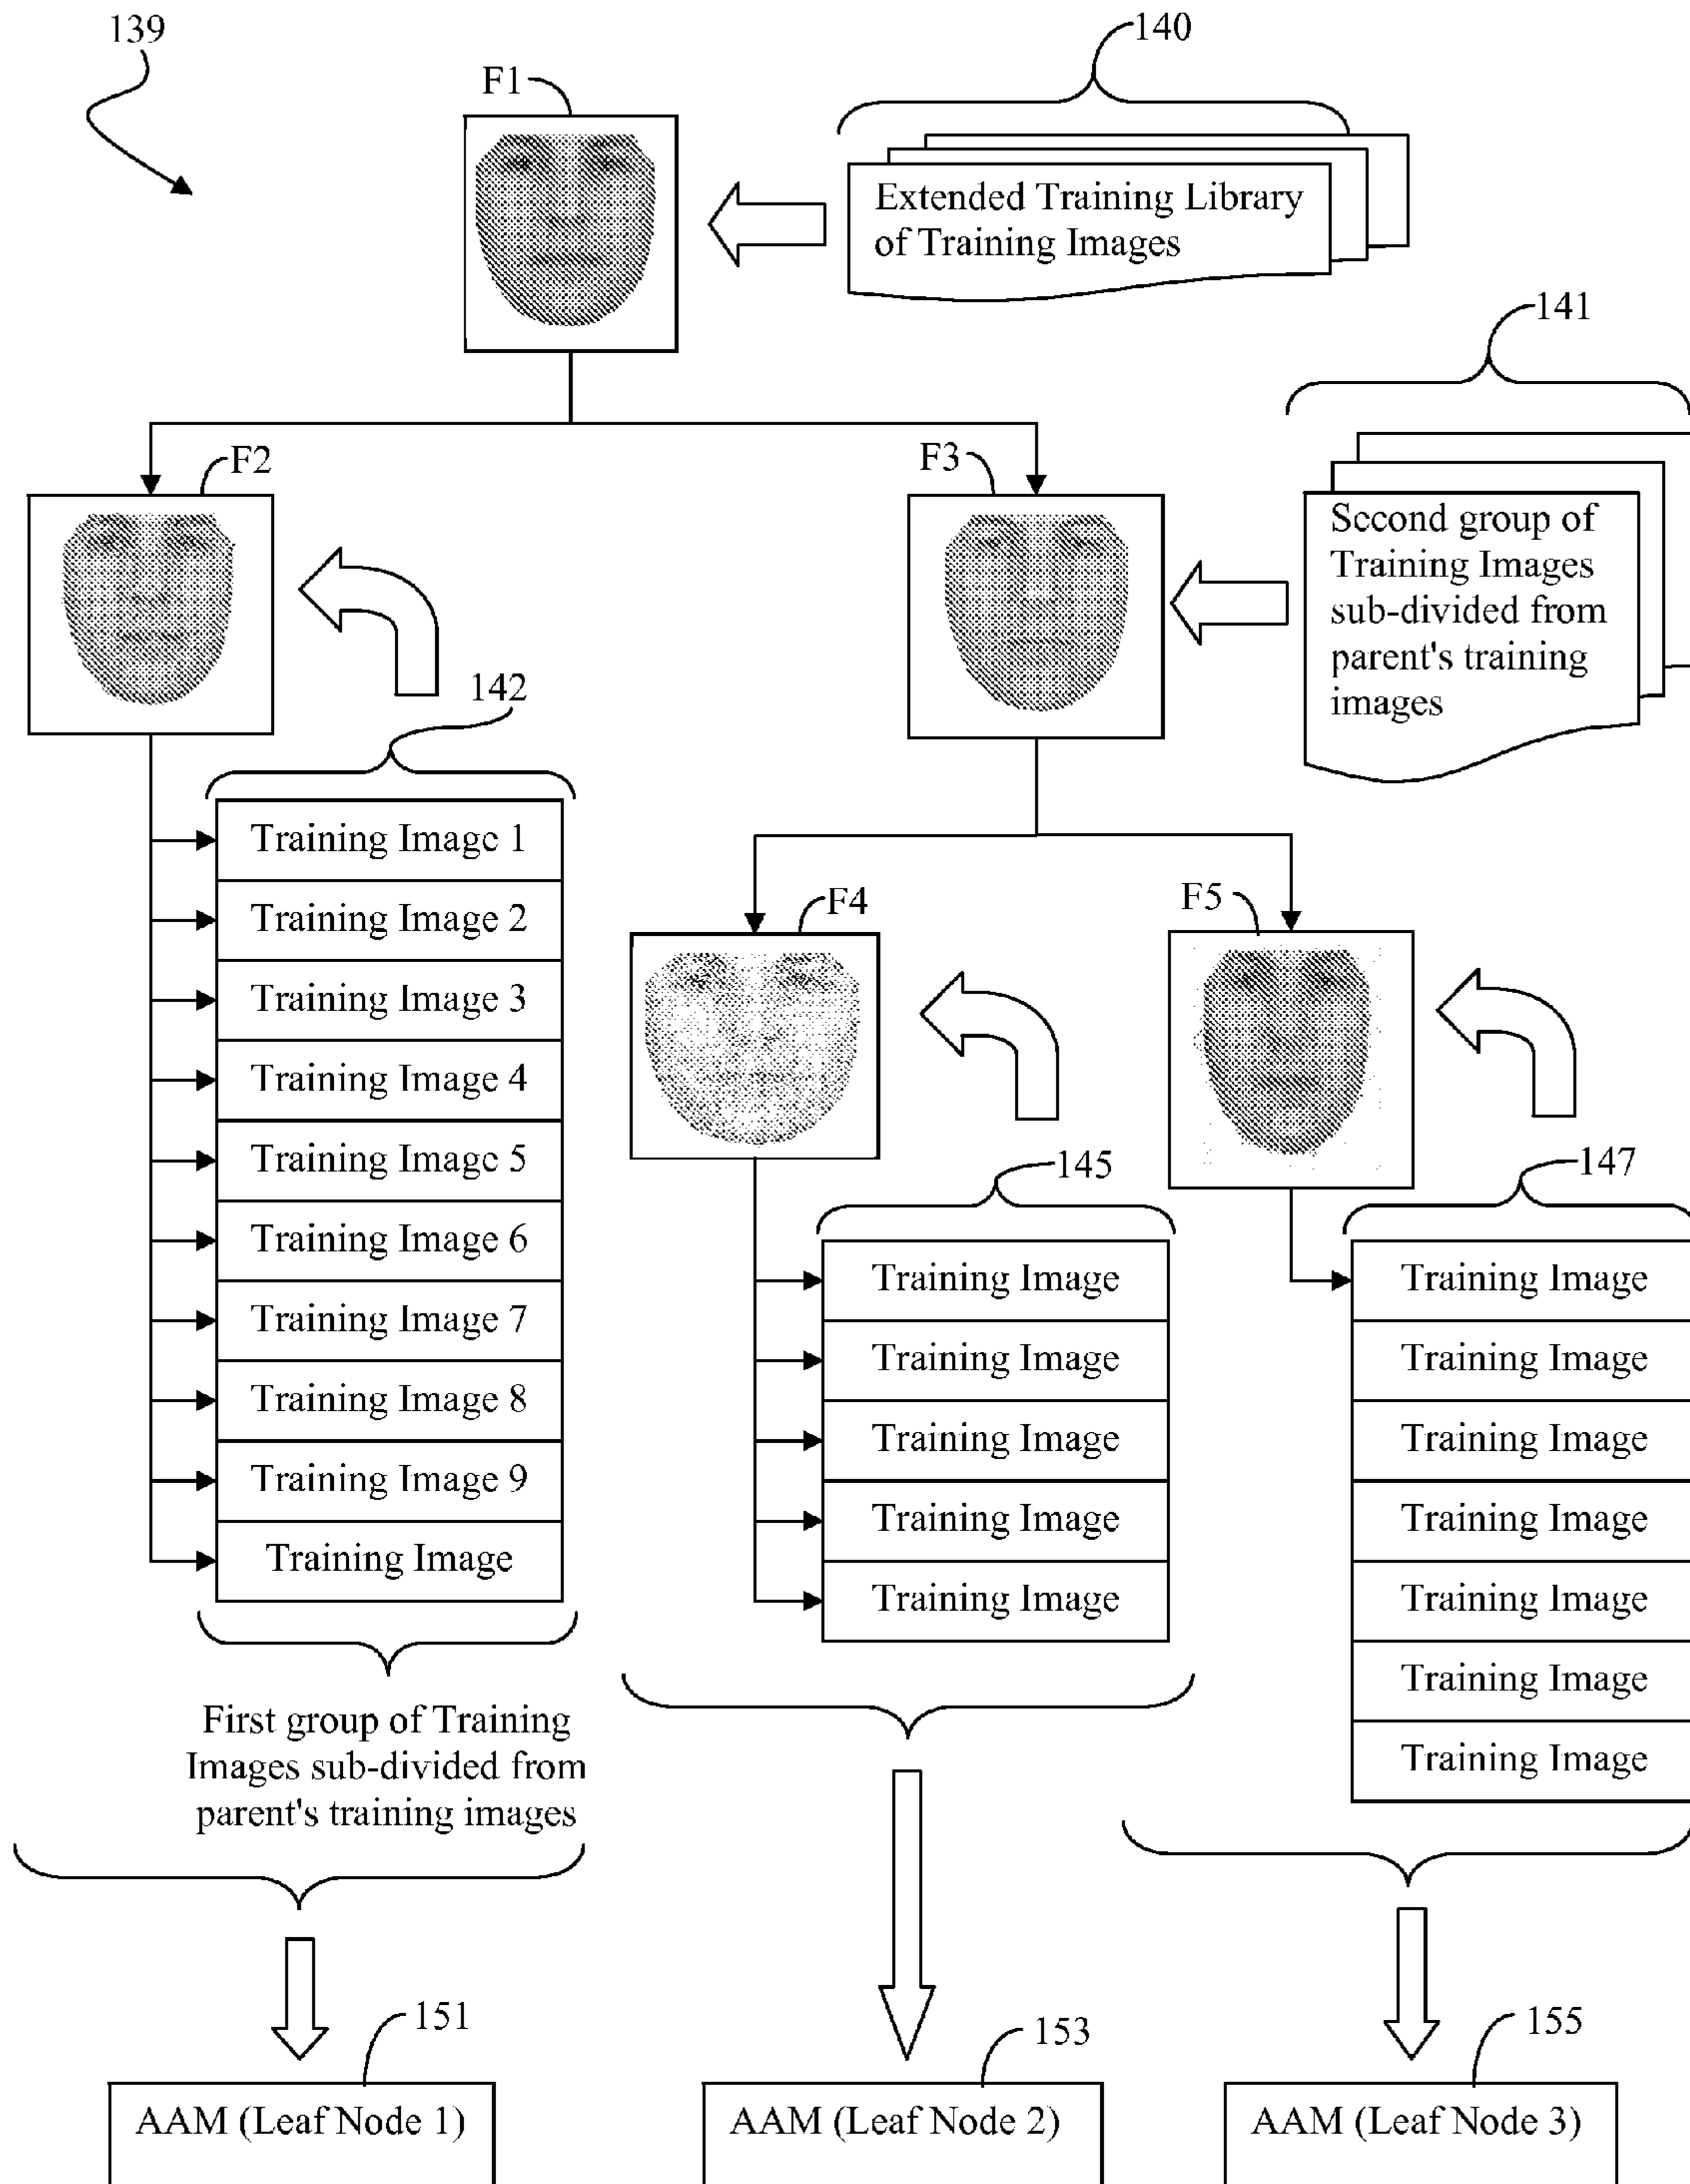 139
140
F1
Extended Training Library
of Training Images
141
F2
F3
Second group of
Training Images
sub-divided from
parent's training
images
142
Training Image 1
Training Image 2
Training Image 3
Training Image 4
Training Image 5
Training Image 6
Training Image 7
Training Image 8
Training Image 9
Training Image
First group of Training
Images sub-divided from
parent's training images
F4
145
Training Image
Training Image
Training Image
Training Image
Training Image
F5
147
Training Image
Training Image
Training Image
Training Image
Training Image
Training Image
Training Image
151
AAM (Leaf Node 1)
153
AAM (Leaf Node 2)
155
AAM (Leaf Node 3)